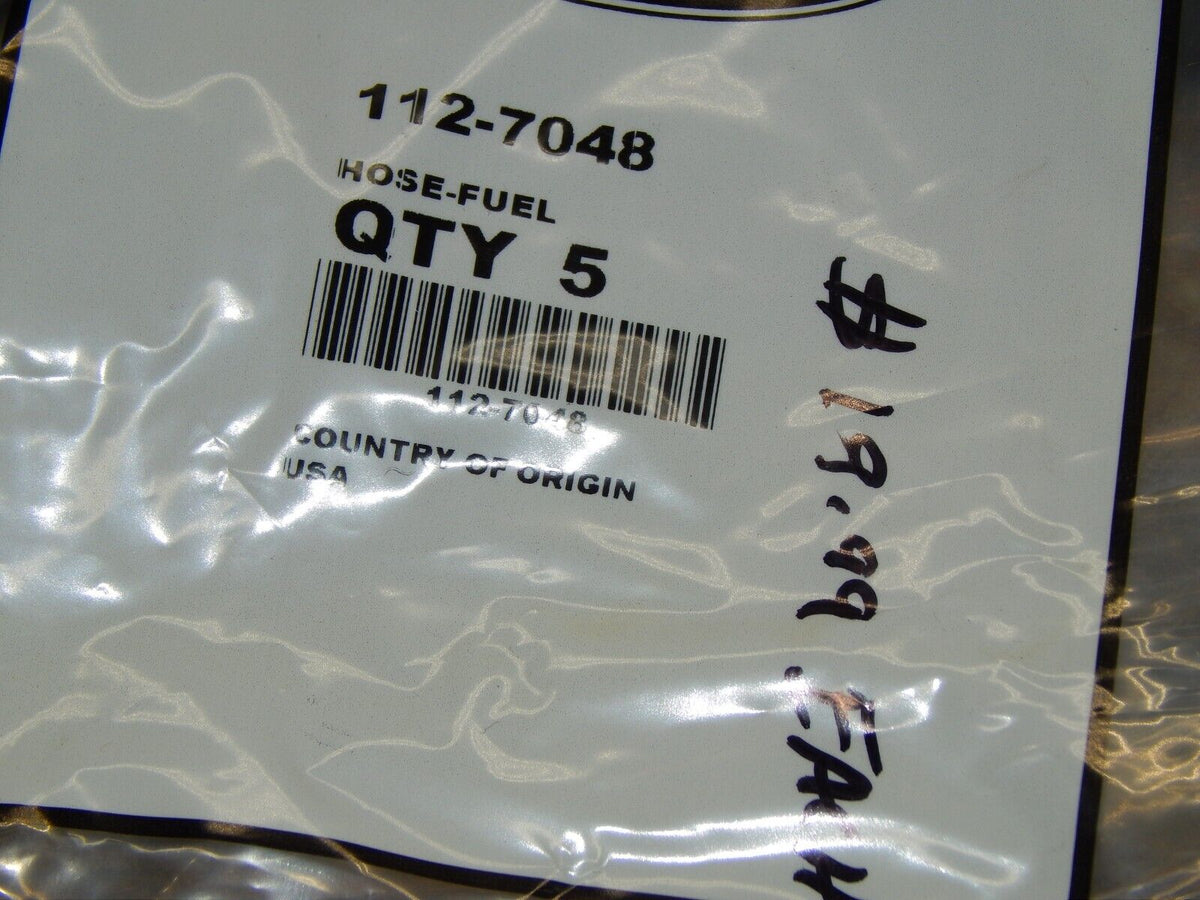 112-7048
HOSE-FUEL
QTY 5
112-7048
COUNTRY OF ORIGIN
USA
$ 19.99 .EACH